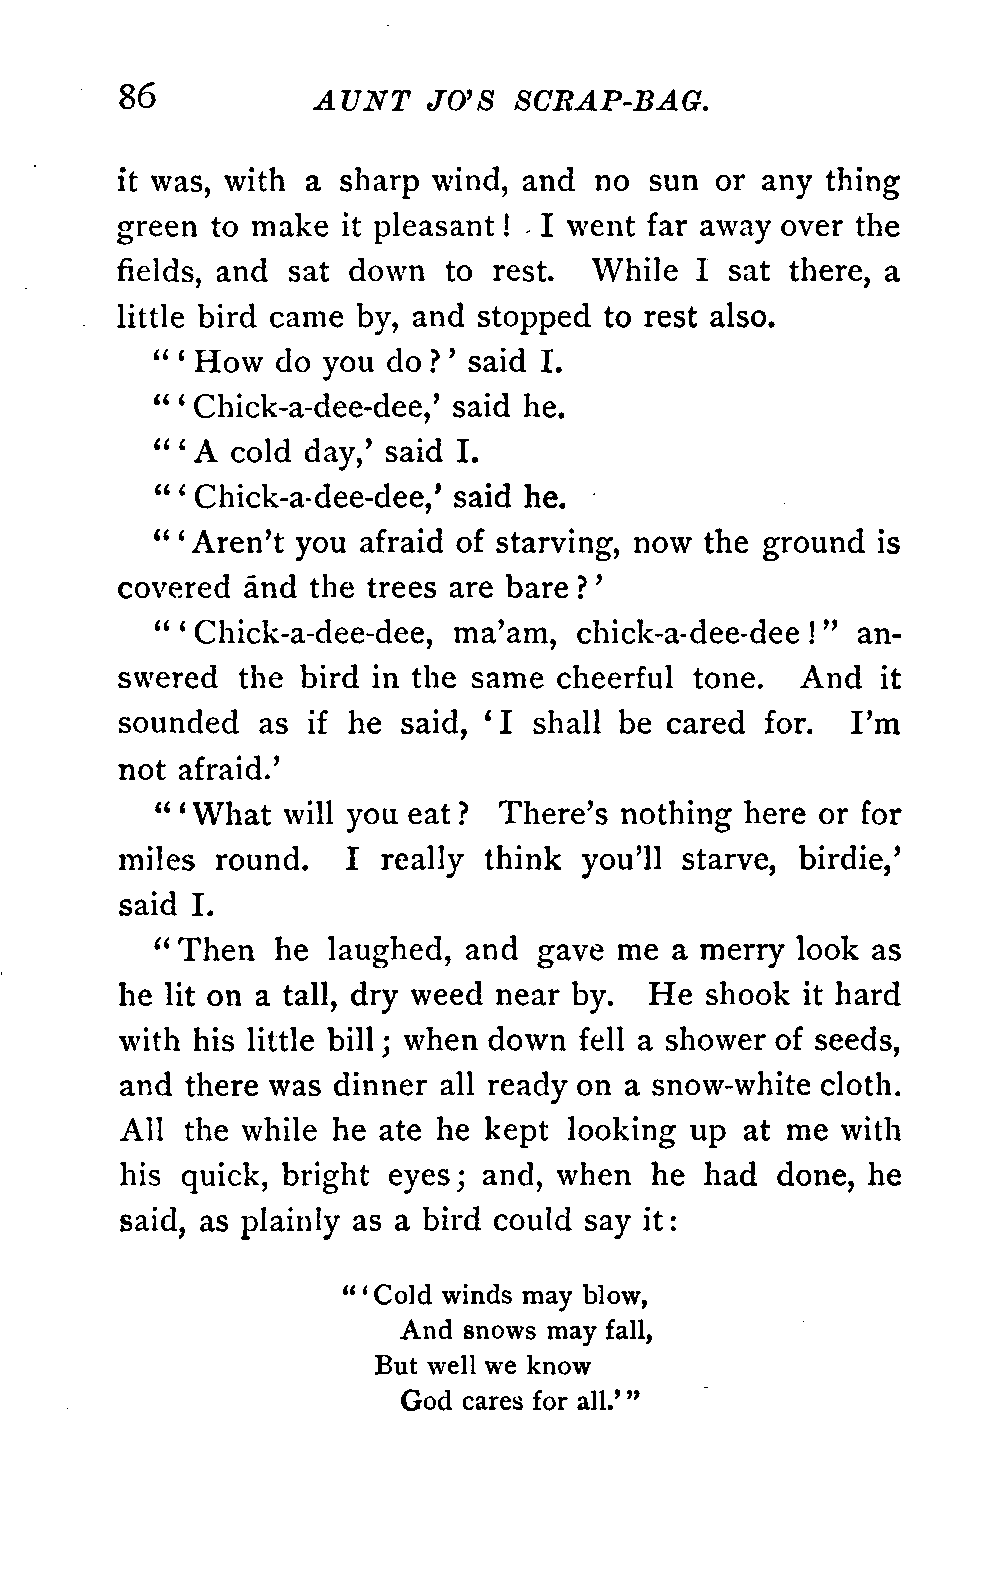 86 AUNT JO'S SCRAP-BAG.
it was, with a sharp wind, and no sun or any thing
green to make it pleasant! I went far away over the
fields, and sat down to rest. While I sat there, a
little bird came by, and stopped to rest also.
"'How do you do?' said I.
"'Chick-a-dee-dee,' said he.
"'A cold day,' said I.
"'Chick-a-dee-dee,' said he.
"'Aren't you afraid of starving, now the ground is
covered and the trees are bare?'
"'Chick-a-dee-dee, ma'am, chick-a-dee-dee!" an-
swered the bird in the same cheerful tone. And it
sounded as if he said, 'I shall be cared for. I'm
not afraid.'
"'What will you eat? There's nothing here or for
miles round. I really think you'll starve, birdie,'
said I.
"Then he laughed, and gave me a merry look as
he lit on a tall, dry weed near by. He shook it hard
with his little bill; when down fell a shower of seeds,
and there was dinner all ready on a snow-white cloth.
All the while he ate he kept looking up at me with
his quick, bright eyes; and, when he had done, he
said, as plainly as a bird could say it:
"'Cold winds may blow,
And snows may fall,
But well we know
God cares for all.'"